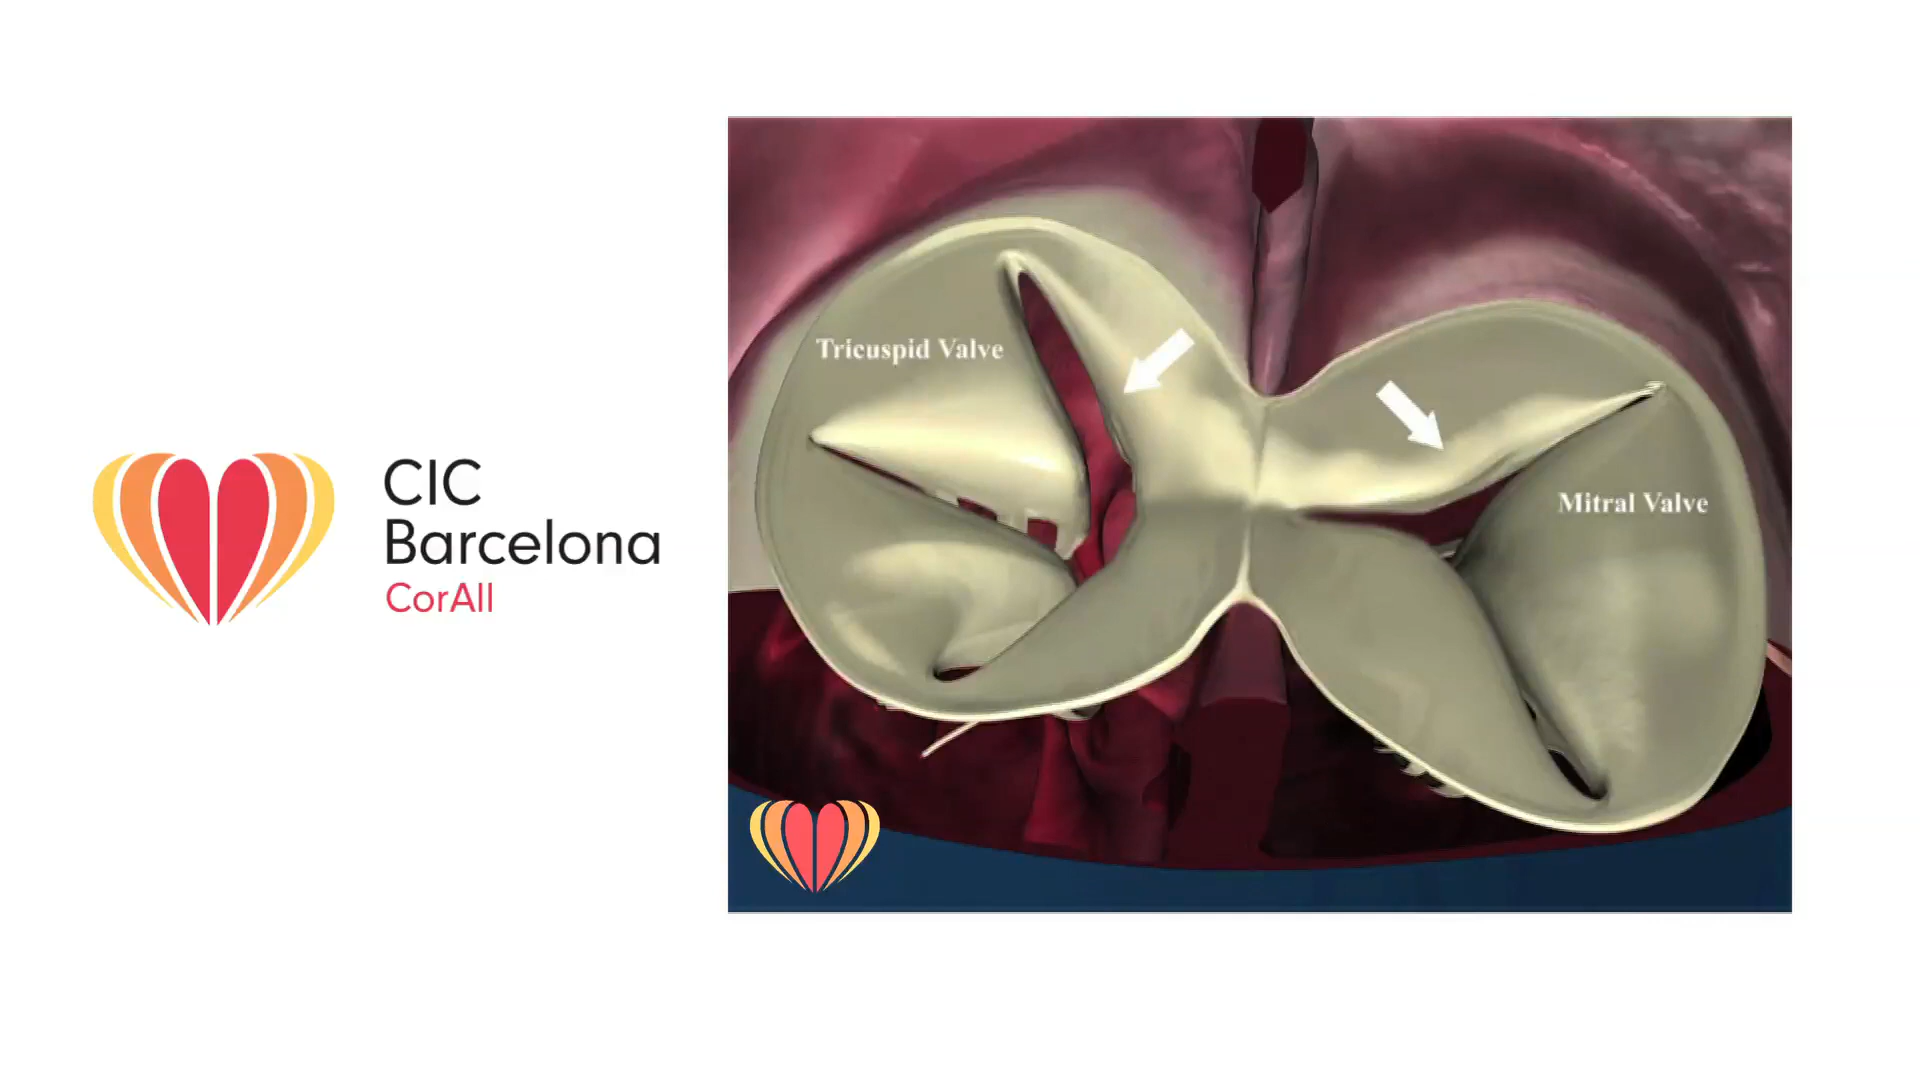 CIC
Barcelona
CorAll
Tricuspid Valve
Mitral Valve